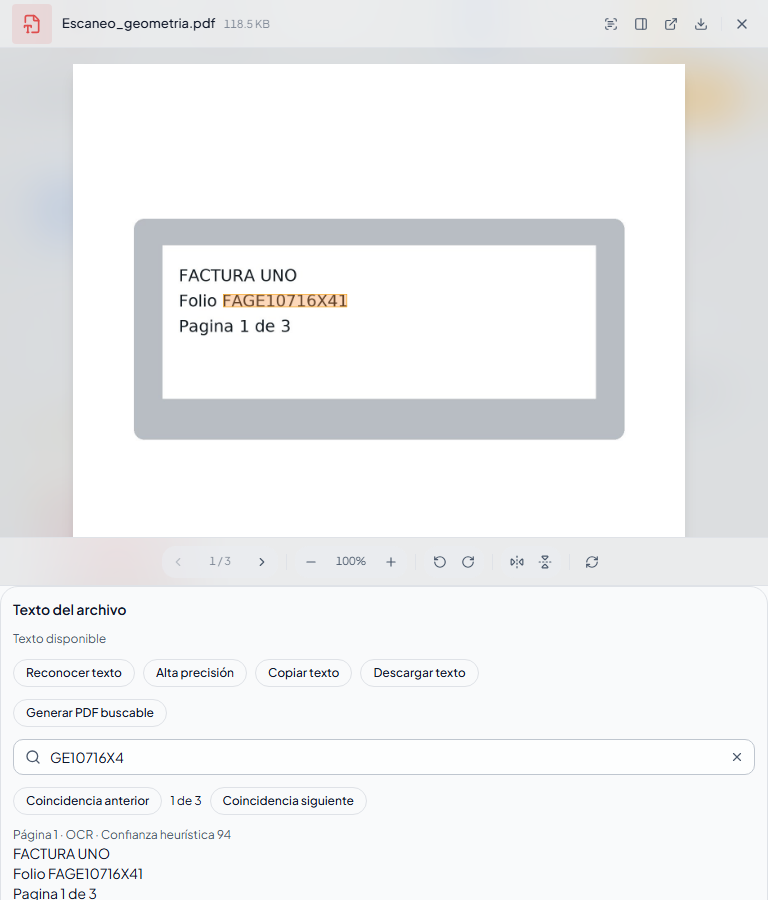 Escaneo_geometria.pdf 118.5 KB
FACTURA UNO
Folio FAGE10716X41
Pagina 1 de 3
1 / 3
100%
Texto del archivo
Texto disponible
Reconocer texto Alta precisión Copiar texto Descargar texto
Generar PDF buscable
GE10716X4
Coincidencia anterior 1 de 3 Coincidencia siguiente
Página 1 · OCR · Confianza heurística 94
FACTURA UNO
Folio FAGE10716X41
Pagina 1 de 3